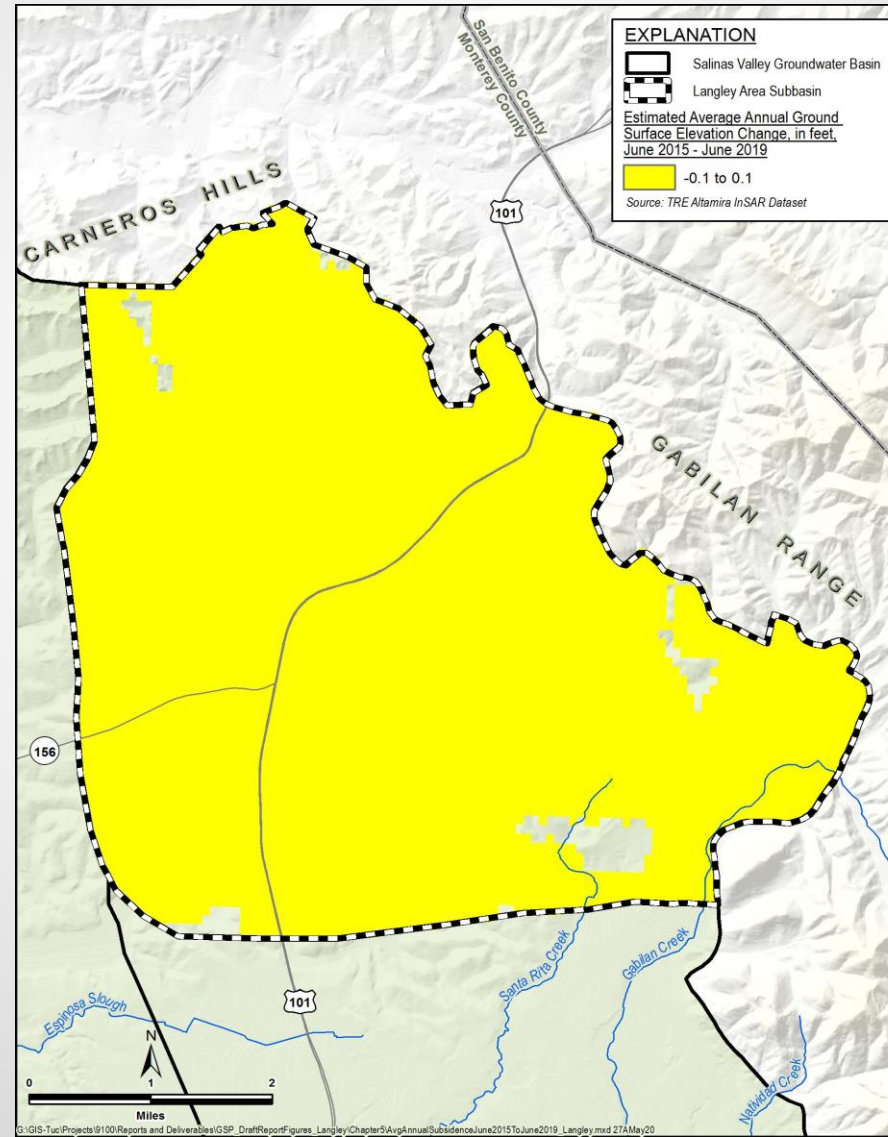 San Benito County
Monterey County
EXPLANATION
Salinas Valley Groundwater Basin
Langley Area Subbasin
Estimated Average Annual Ground
Surface Elevation Change, in feet,
June 2015 - June 2019
-0.1 to 0.1
Source: TRE Altamira InSAR Dataset
CARNEROS HILLS
101
GABILAN RANGE
156
Santa Rita Creek
Gabilan Creek
101
Espinosa Slough
Natividad Creek
N
0 1 2
Miles
G:\GIS-Tuc\Projects\9100\Reports and Deliverables\GSP_DraftReportFigures_Langley\Chapter5\AvgAnnualSubsidenceJune2015ToJune2019_Langley.mxd 27MAy20